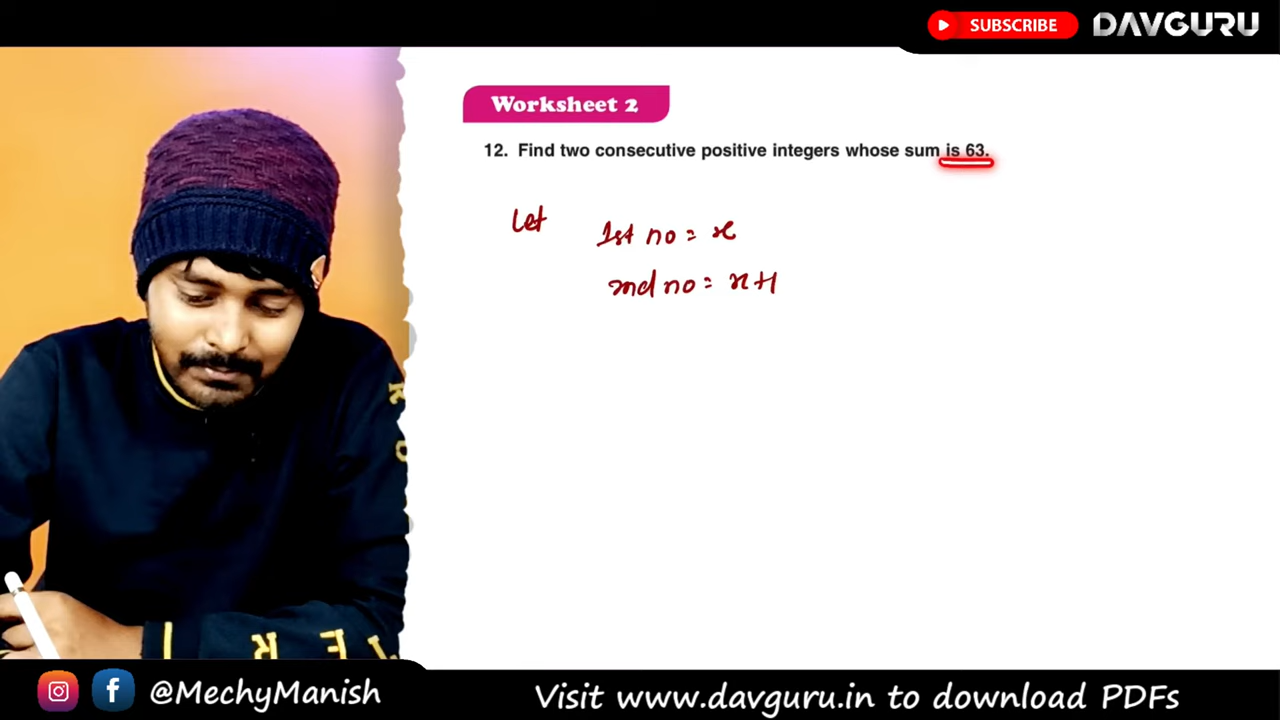 SUBSCRIBE DAVGURU
Worksheet 2
12. Find two consecutive positive integers whose sum is 63.
Let 1st no = x
2nd no = x+1
@MechyManish
Visit www.davguru.in to download PDFs